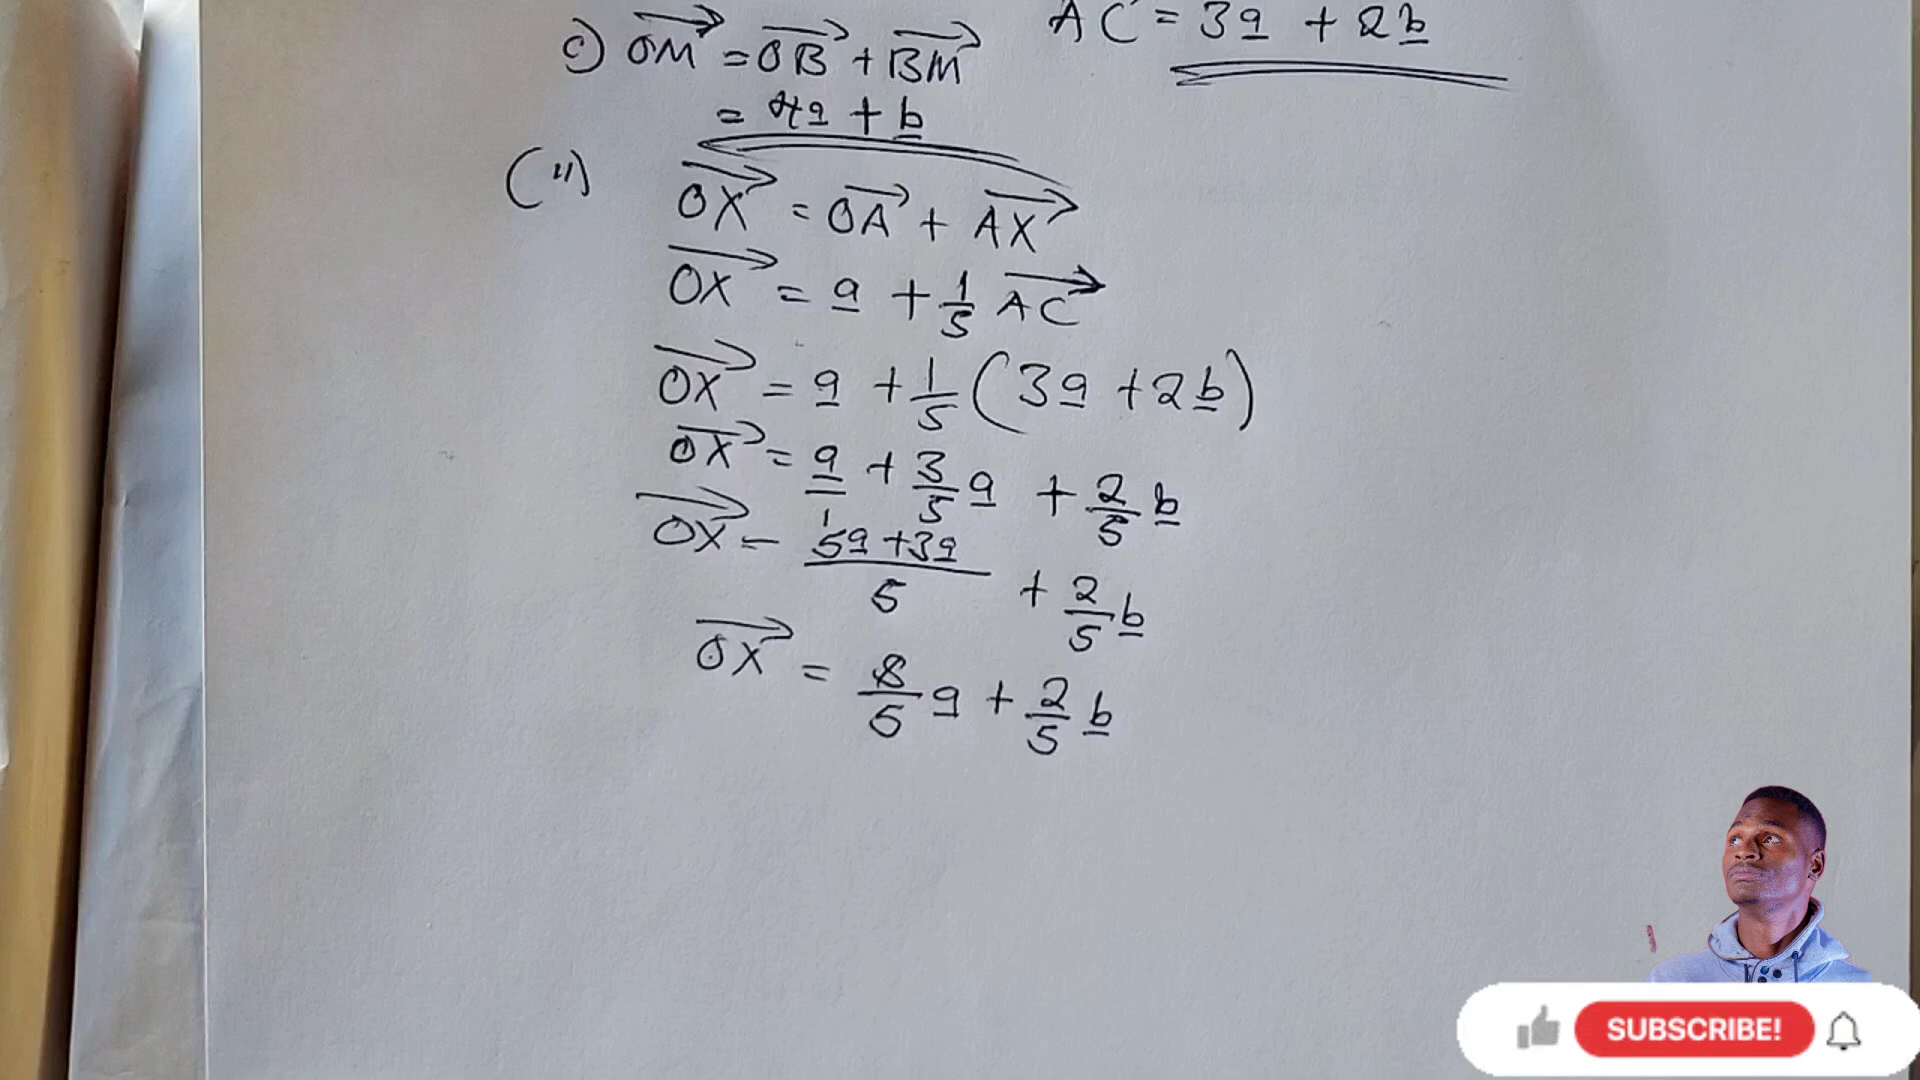 c) OM = OB + BM
AC = 3a + 2b
= 4a + b
(ii) OX = OA + AX
OX = a + 1/5 AC
OX = a + 1/5 (3a + 2b)
OX = a/1 + 3/5 a + 2/5 b
OX = (5a + 3a)/5 + 2/5 b
OX = 8/5 a + 2/5 b
SUBSCRIBE!